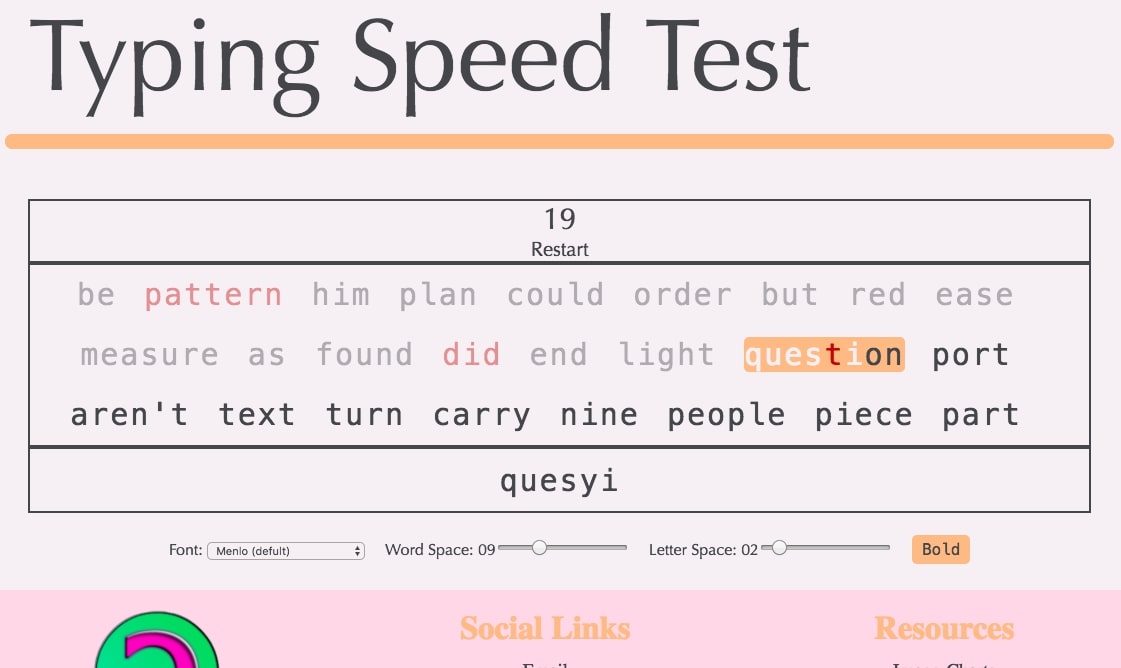 Typing Speed Test
19
Restart
be pattern him plan could order but red ease
measure as found did end light question port
aren't text turn carry nine people piece part
quesyi
Font: Menlo (defult) Word Space: 09 Letter Space: 02 Bold
Social Links Resources